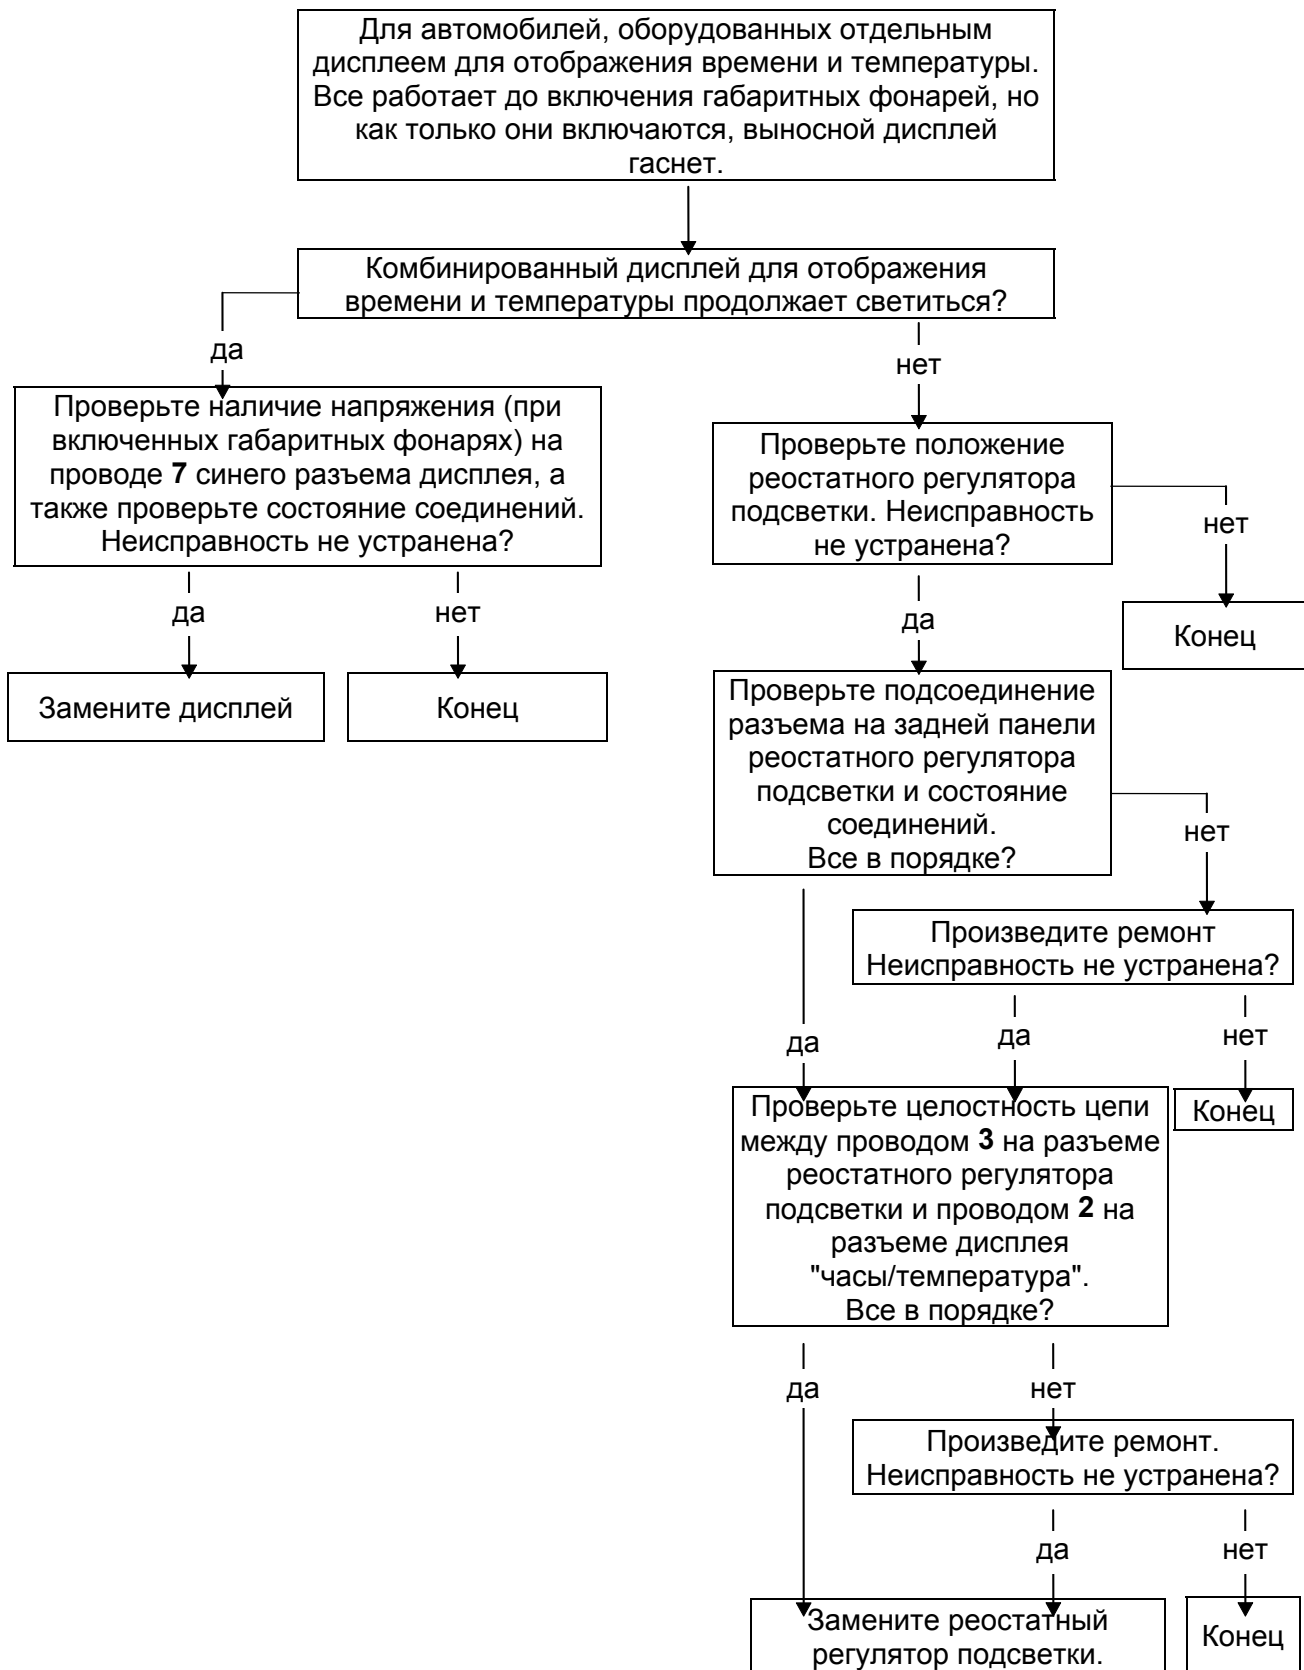 Для автомобилей, оборудованных отдельным
дисплеем для отображения времени и температуры.
Все работает до включения габаритных фонарей, но
как только они включаются, выносной дисплей
гаснет.
Комбинированный дисплей для отображения
времени и температуры продолжает светиться?
да
нет
Проверьте наличие напряжения (при
включенных габаритных фонарях) на
проводе 7 синего разъема дисплея, а
также проверьте состояние соединений.
Неисправность не устранена?
Проверьте положение
реостатного регулятора
подсветки. Неисправность
не устранена?
нет
да
нет
да
Конец
Замените дисплей
Конец
Проверьте подсоединение
разъема на задней панели
реостатного регулятора
подсветки и состояние
соединений.
Все в порядке?
нет
Произведите ремонт
Неисправность не устранена?
да
да
нет
Проверьте целостность цепи
между проводом 3 на разъеме
реостатного регулятора
подсветки и проводом 2 на
разъеме дисплея
"часы/температура".
Все в порядке?
Конец
да
нет
Произведите ремонт.
Неисправность не устранена?
да
нет
Замените реостатный
регулятор подсветки.
Конец